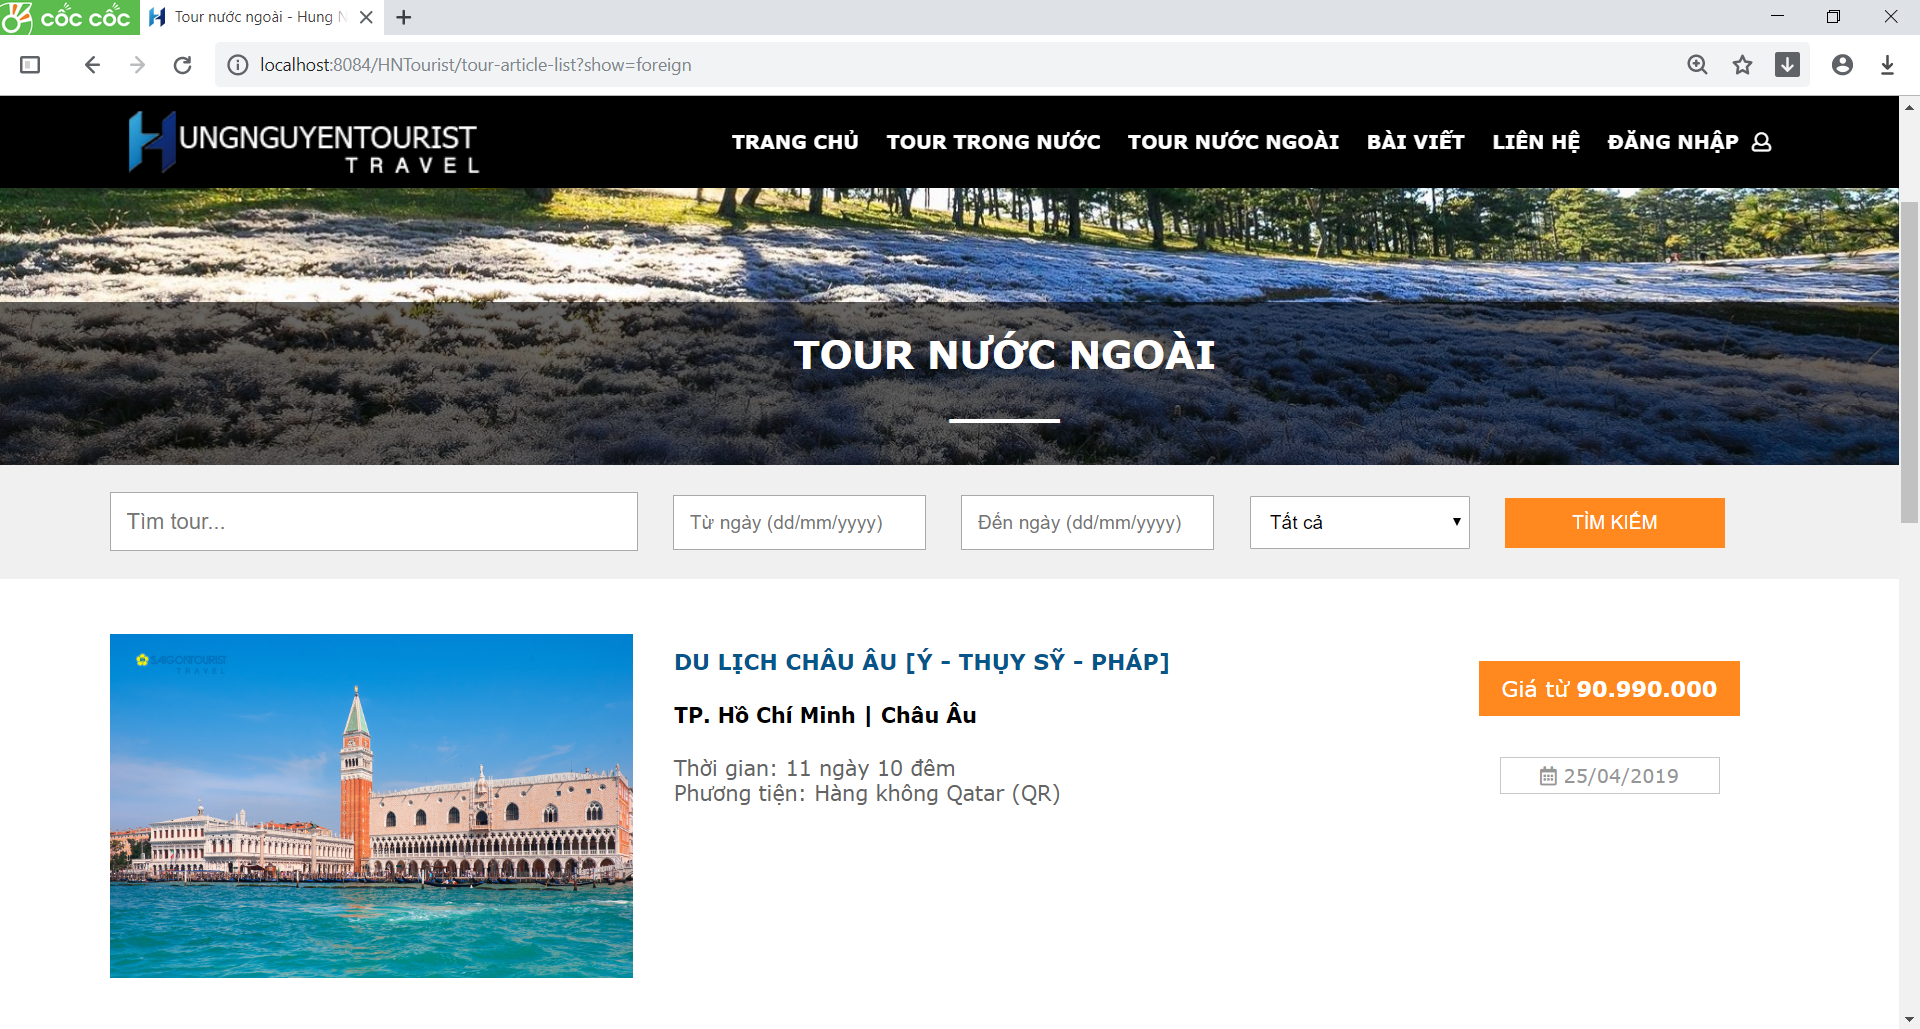 cốc cốc
Tour nước ngoài - Hung N
localhost:8084/HNTourist/tour-article-list?show=foreign
HUNGNGUYENTOURIST
TRAVEL
TRANG CHỦ
TOUR TRONG NƯỚC
TOUR NƯỚC NGOÀI
BÀI VIẾT
LIÊN HỆ
ĐĂNG NHẬP
TOUR NƯỚC NGOÀI
Tìm tour...
Từ ngày (dd/mm/yyyy)
Đến ngày (dd/mm/yyyy)
Tất cả
TÌM KIẾM
SAIGONTOURIST
TRAVEL
DU LỊCH CHÂU ÂU [Ý - THỤY SỸ - PHÁP]
TP. Hồ Chí Minh | Châu Âu
Thời gian: 11 ngày 10 đêm
Phương tiện: Hàng không Qatar (QR)
Giá từ 90.990.000
25/04/2019